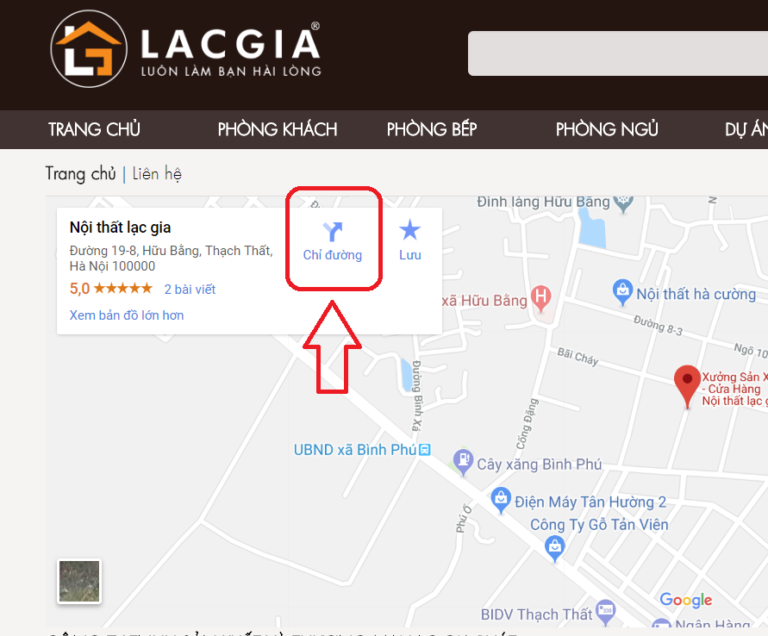 LACGIA®
LUÔN LÀM BẠN HÀI LÒNG
TRANG CHỦ
PHÒNG KHÁCH
PHÒNG BẾP
PHÒNG NGỦ
DỰ ÁN
Trang chủ | Liên hệ
Nội thất lạc gia
Đường 19-8, Hữu Bằng, Thạch Thất,
Hà Nội 100000
5,0 ★★★★★ 2 bài viết
Xem bản đồ lớn hơn
Chỉ đường
Lưu
Đình làng Hữu Bằng
N
xã Hữu Bằng
H
Nội thất hà cường
Đường 8-3
Ngõ 10
Bãi Cháy
Xưởng Sản X
- Cửa Hàng
Nội thất lạc g
Đường Bình Xá
Cống Đặng
UBND xã Bình Phú
Cây xăng Bình Phú
Điện Máy Tân Hường 2
Phú Ổ
Công Ty Gỗ Tản Viên
Google
BIDV Thạch Thất
Ngân Hàng